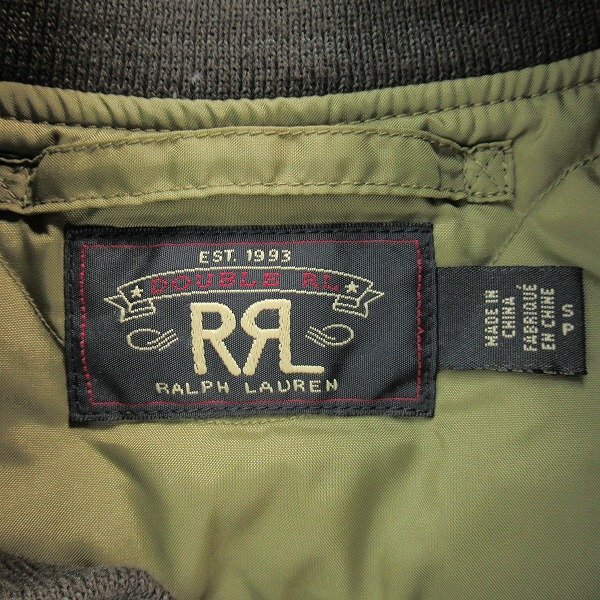 EST. 1993
DOUBLE RL
RRL
RALPH LAUREN
MADE IN
CHINA
FABRIQUÉ
EN CHINE
S
P